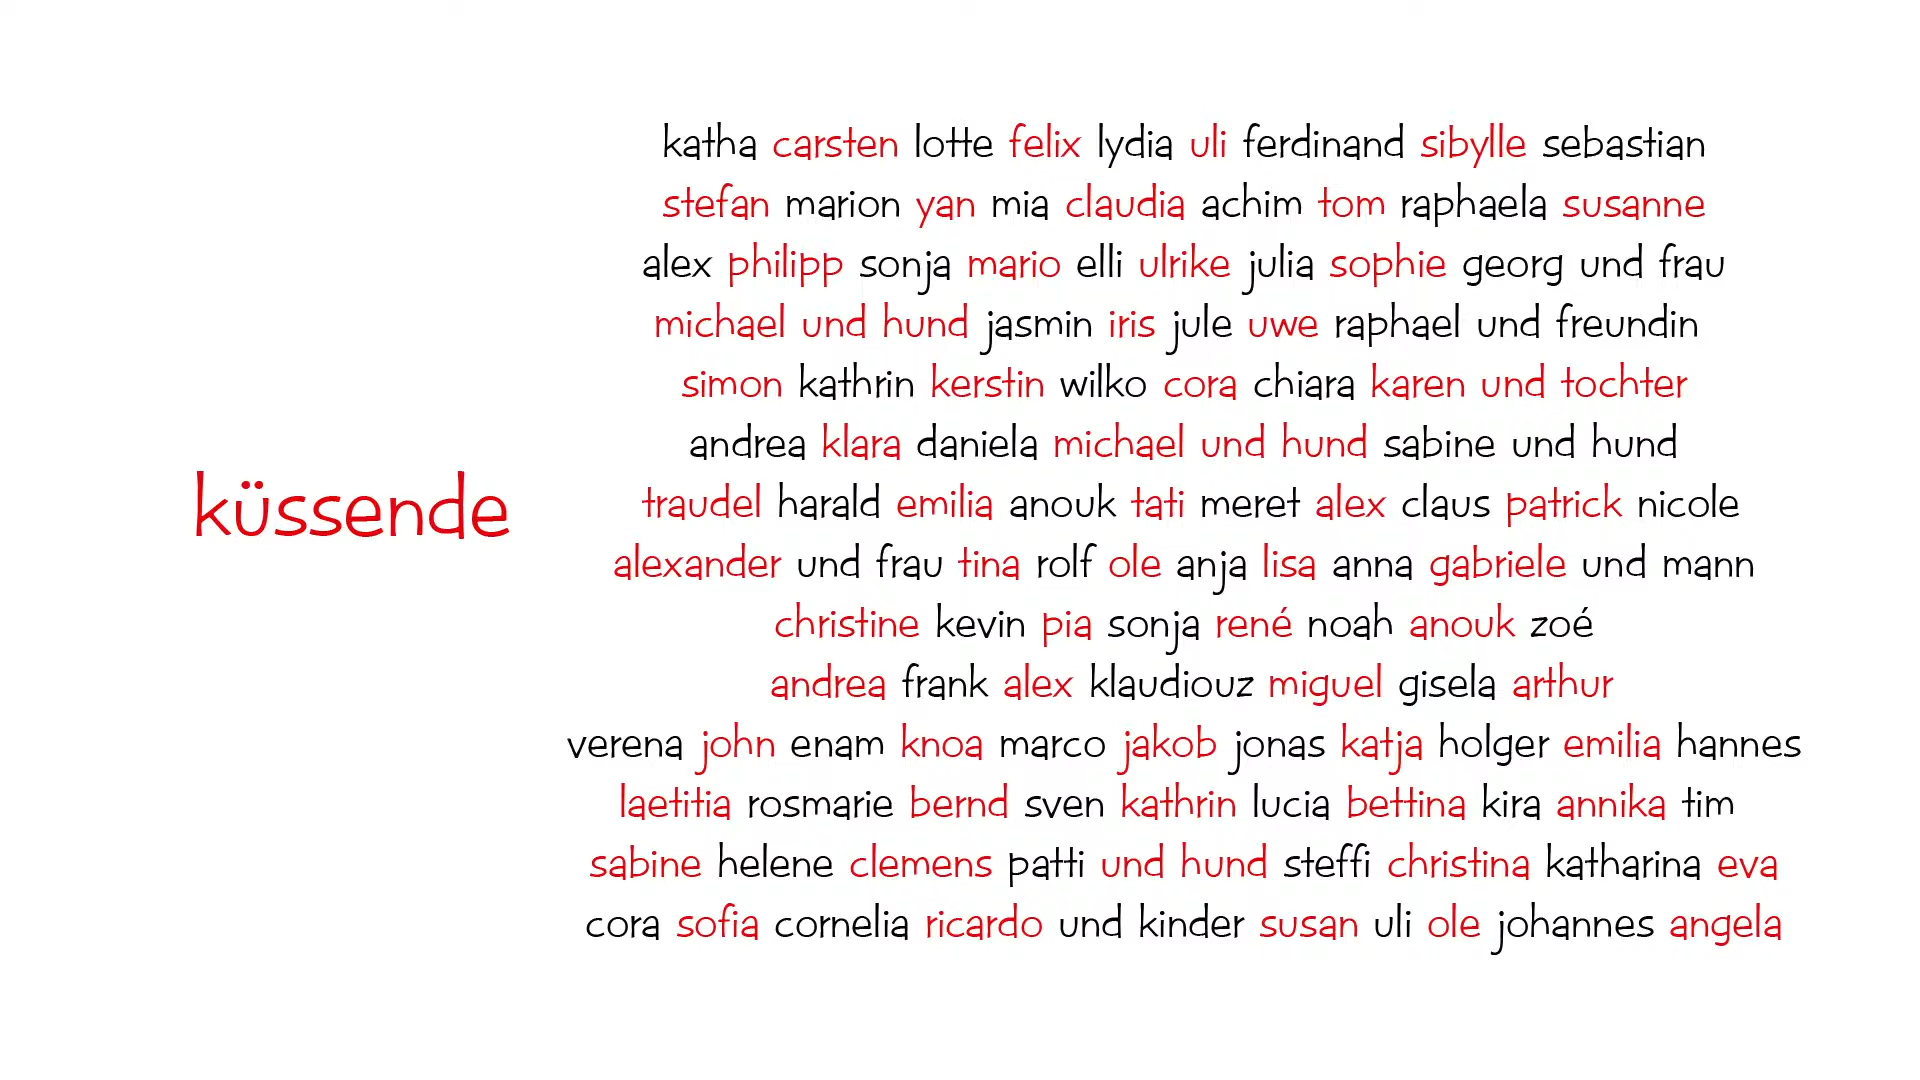 küssende
katha carsten lotte felix lydia uli ferdinand sibylle sebastian
stefan marion yan mia claudia achim tom raphaela susanne
alex philipp sonja mario elli ulrike julia sophie georg und frau
michael und hund jasmin iris jule uwe raphael und freundin
simon kathrin kerstin wilko cora chiara karen und tochter
andrea klara daniela michael und hund sabine und hund
traudel harald emilia anouk tati meret alex claus patrick nicole
alexander und frau tina rolf ole anja lisa anna gabriele und mann
christine kevin pia sonja rené noah anouk zoé
andrea frank alex klaudiouz miguel gisela arthur
verena john enam knoa marco jakob jonas katja holger emilia hannes
laetitia rosmarie bernd sven kathrin lucia bettina kira annika tim
sabine helene clemens patti und hund steffi christina katharina eva
cora sofia cornelia ricardo und kinder susan uli ole johannes angela